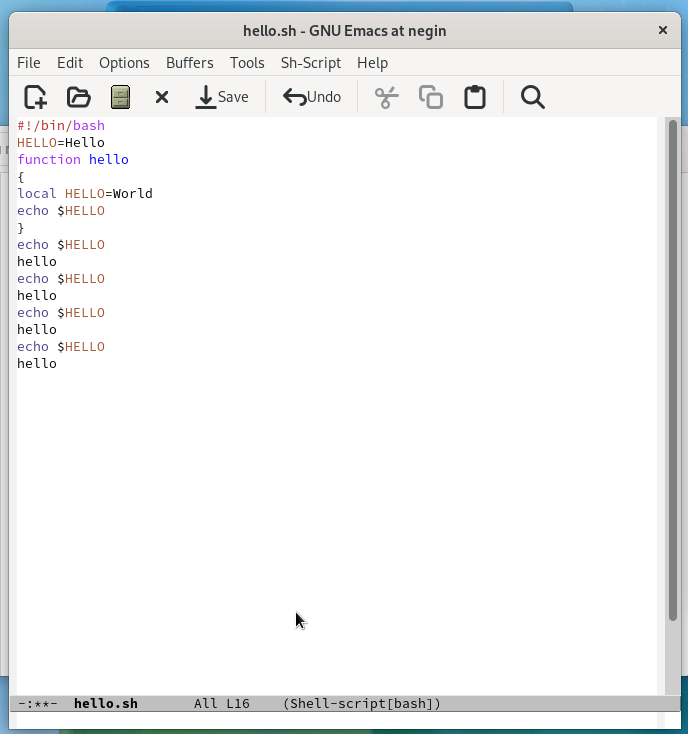 hello.sh - GNU Emacs at negin
File Edit Options Buffers Tools Sh-Script Help
Save Undo
#!/bin/bash
HELLO=Hello
function hello
{
local HELLO=World
echo $HELLO
}
echo $HELLO
hello
echo $HELLO
hello
echo $HELLO
hello
echo $HELLO
hello
-:**- hello.sh All L16 (Shell-script[bash])